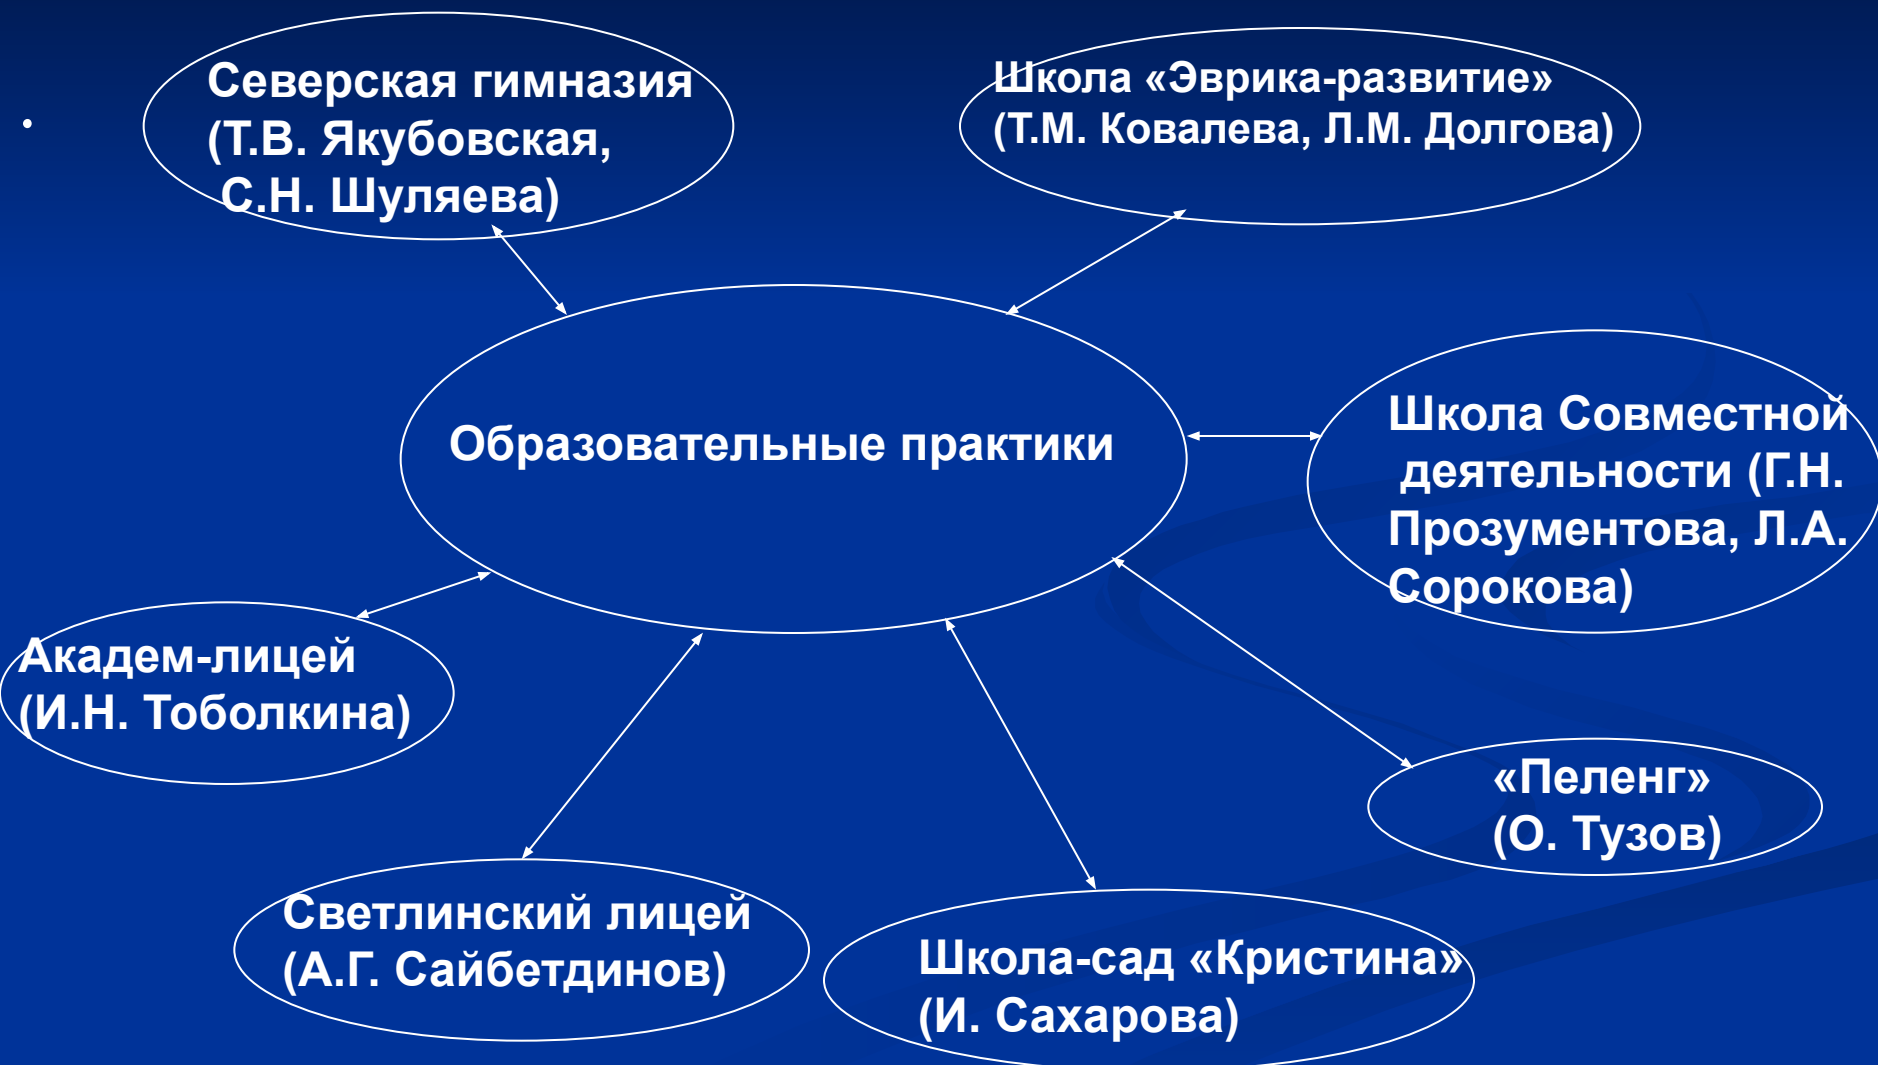 Северская гимназия
(Т.В. Якубовская,
С.Н. Шуляева)
Школа «Эврика-развитие»
(Т.М. Ковалева, Л.М. Долгова)
Образовательные практики
Школа Совместной
деятельности (Г.Н.
Прозументова, Л.А.
Сорокова)
Академ-лицей
(И.Н. Тоболкина)
«Пеленг»
(О. Тузов)
Светлинский лицей
(А.Г. Сайбетдинов)
Школа-сад «Кристина»
(И. Сахарова)